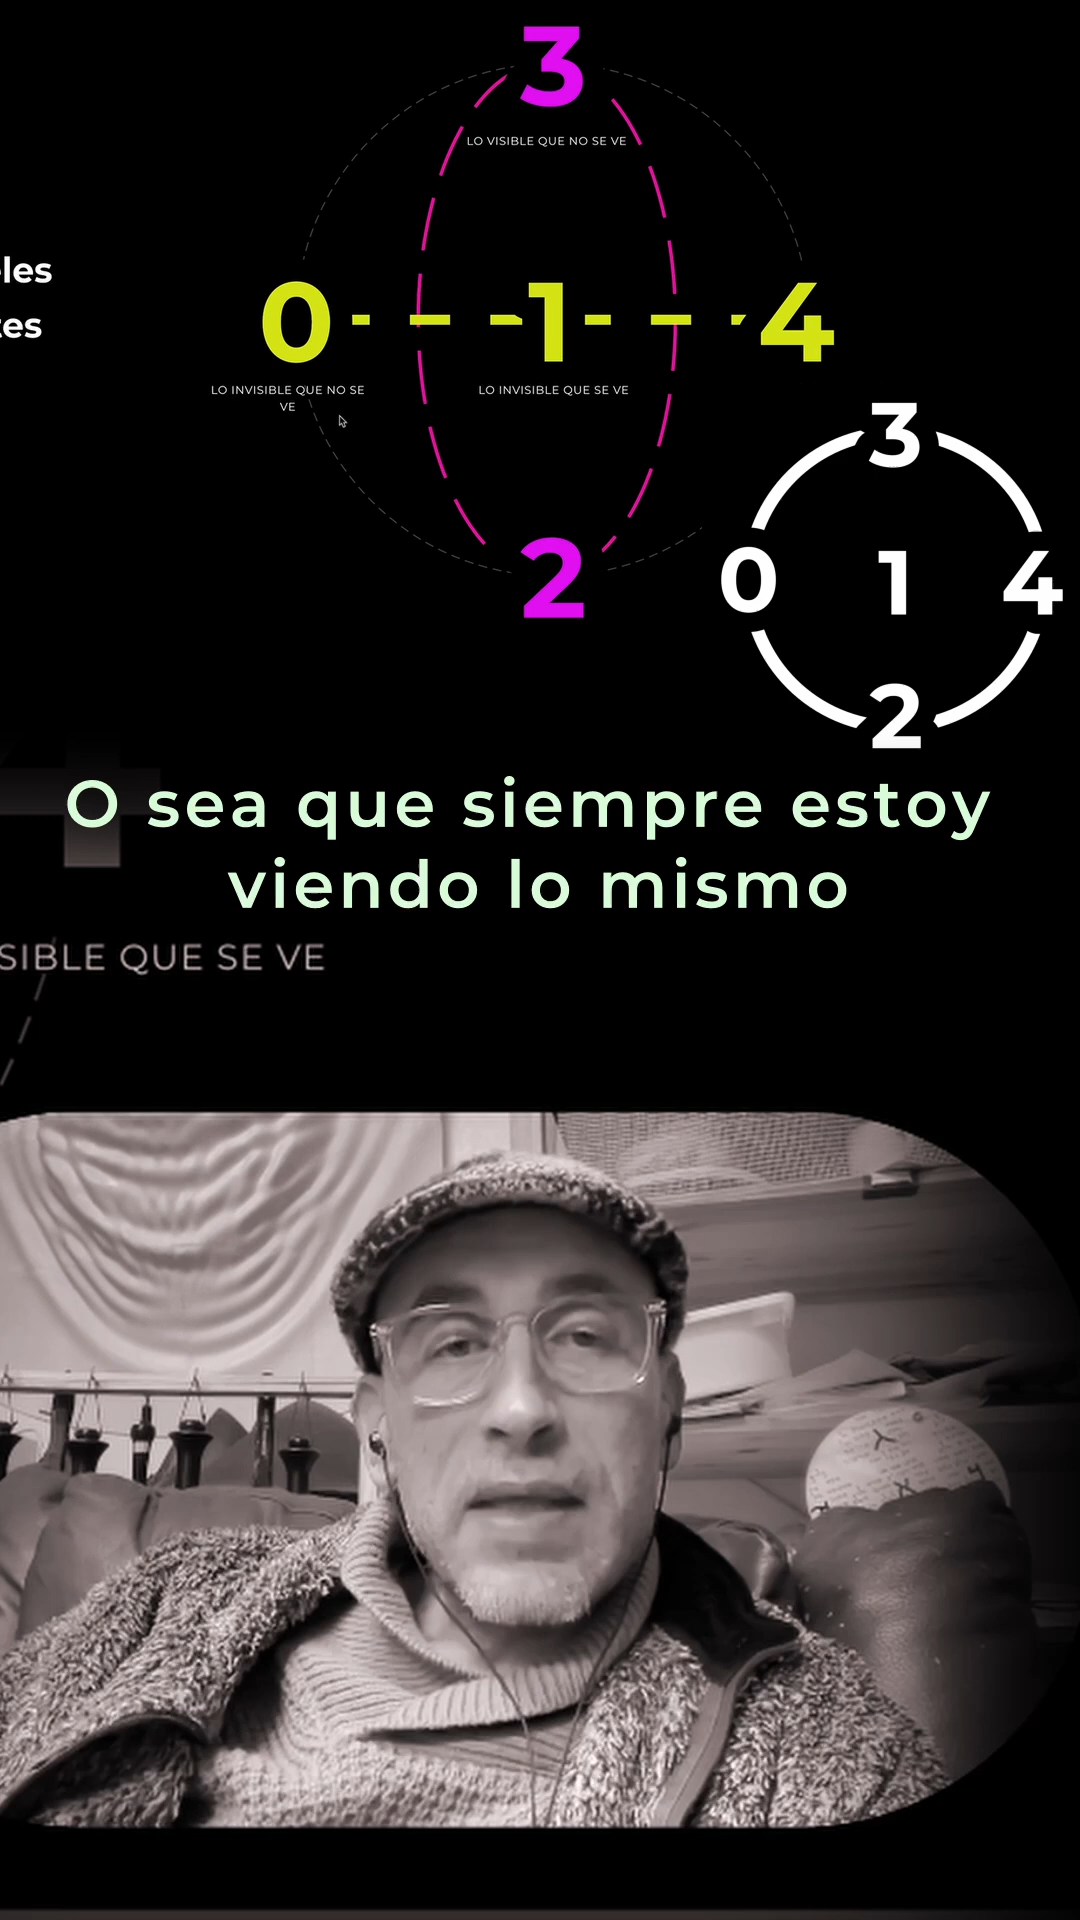 3
LO VISIBLE QUE NO SE VE
les
tes
0 1 4
LO INVISIBLE QUE NO SE
VE
LO INVISIBLE QUE SE VE
2
3
0 1 4
2
O sea que siempre estoy
viendo lo mismo
SIBLE QUE SE VE